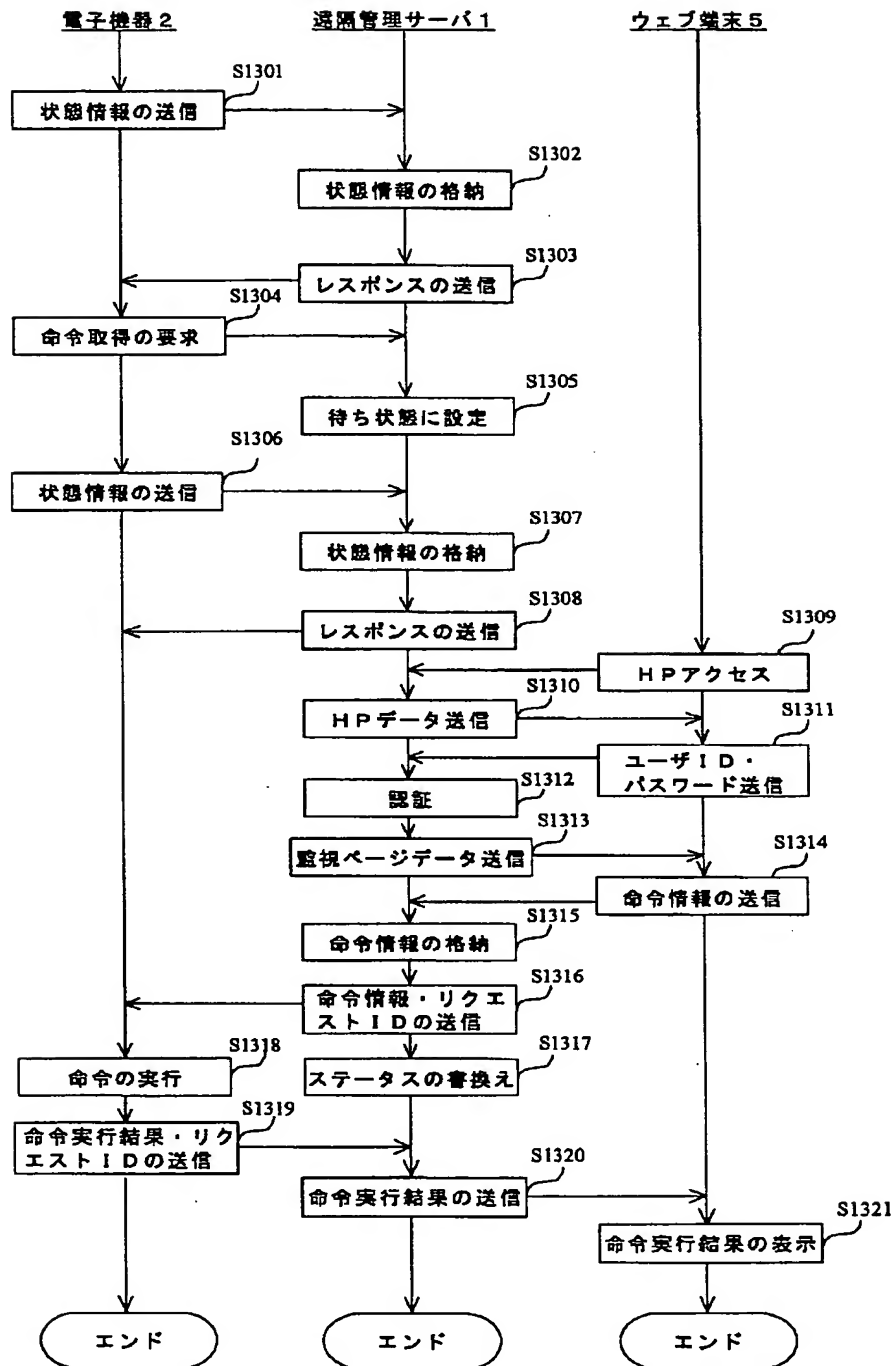 電子機器2
遠隔管理サーバ1
ウェブ端末5
S1301
状態情報の送信
S1302
状態情報の格納
S1303
レスポンスの送信
S1304
命令取得の要求
S1305
待ち状態に設定
S1306
状態情報の送信
S1307
状態情報の格納
S1308
レスポンスの送信
S1309
HPアクセス
S1310
HPデータ送信
S1311
ユーザID・
パスワード送信
S1312
認証
S1313
監視ページデータ送信
S1314
命令情報の送信
S1315
命令情報の格納
S1316
命令情報・リクエ
ストIDの送信
S1318
命令の実行
S1317
ステータスの書換え
S1319
命令実行結果・リク
エストIDの送信
S1320
命令実行結果の送信
S1321
命令実行結果の表示
エンド
エンド
エンド